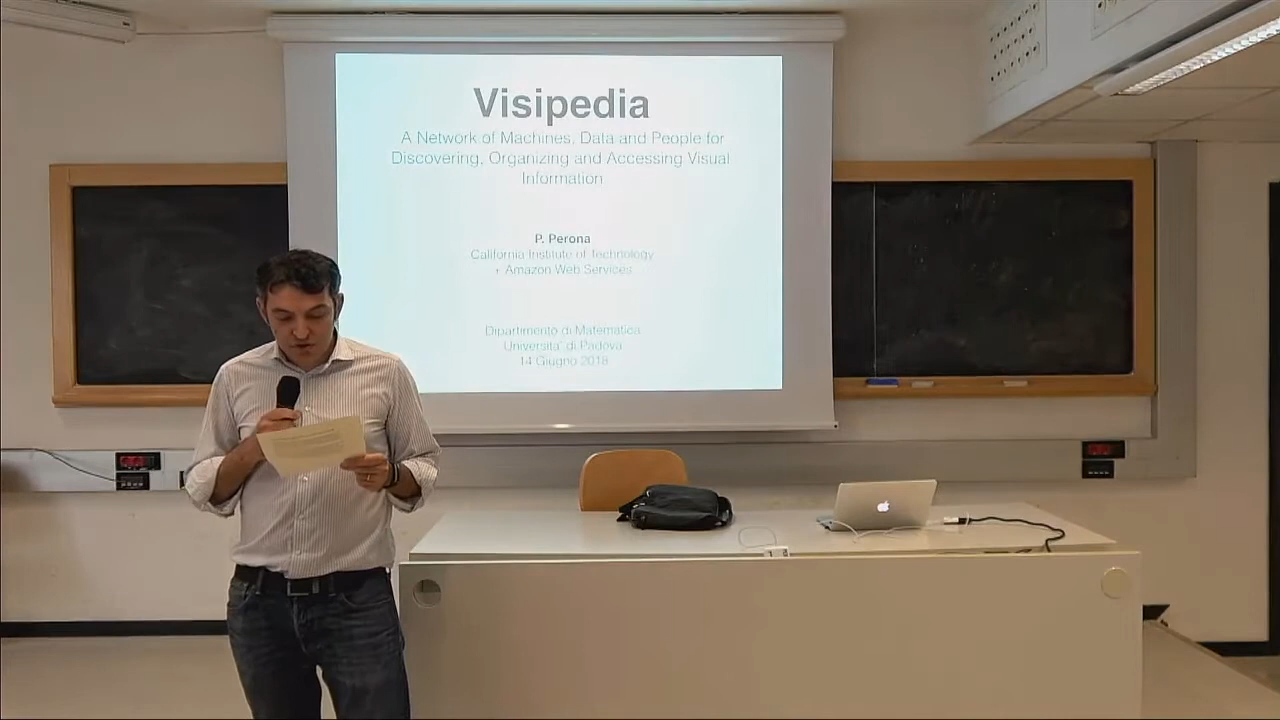 Visipedia
A Network of Machines, Data and People for
Discovering, Organizing and Accessing Visual
Information
P. Perona
California Institute of Technology
+ Amazon Web Services
Dipartimento di Matematica
Universita' di Padova
14 Giugno 2018